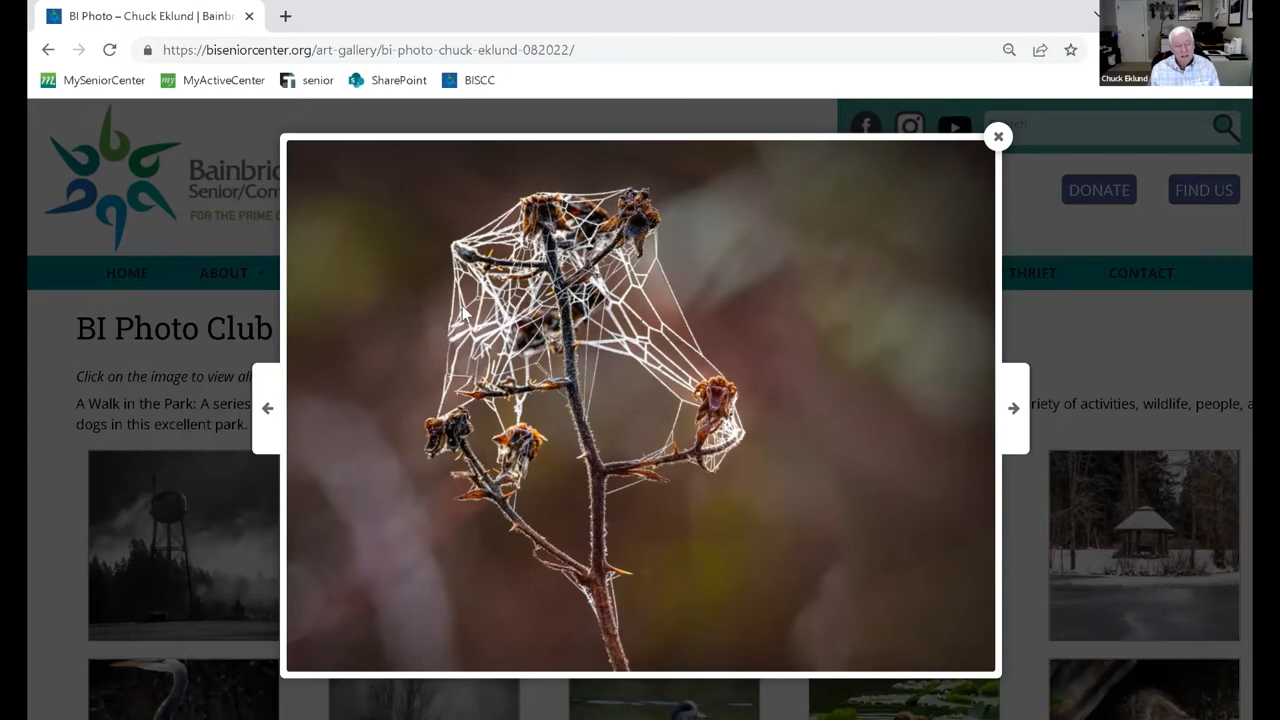 BI Photo – Chuck Eklund | Bainb
https://biseniorcenter.org/art-gallery/bi-photo-chuck-eklund-082022/
MySeniorCenter
MyActiveCenter
senior
SharePoint
BISCC
Chuck Eklund
Bainbri
Senior/Com
FOR THE PRIME
DONATE
FIND US
HOME
ABOUT
THRIFT
CONTACT
BI Photo Club
Click on the image to view al
A Walk in the Park: A series
riety of activities, wildlife, people, a
dogs in this excellent park.